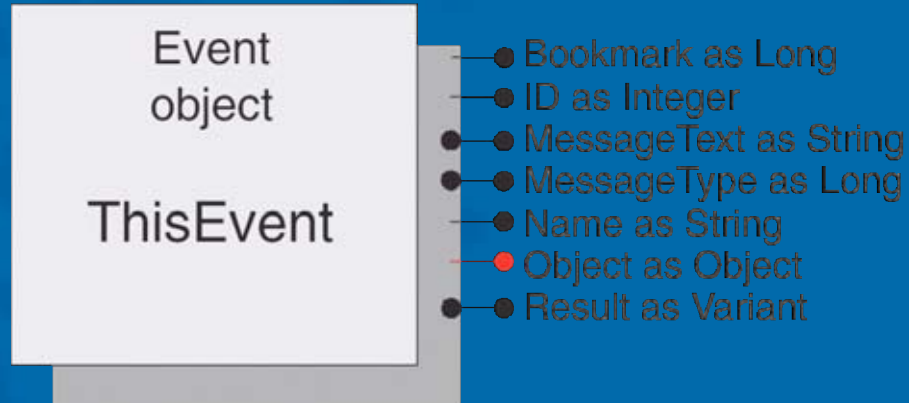 Event
object
ThisEvent
Bookmark as Long
ID as Integer
MessageText as String
MessageType as Long
Name as String
Object as Object
Result as Variant